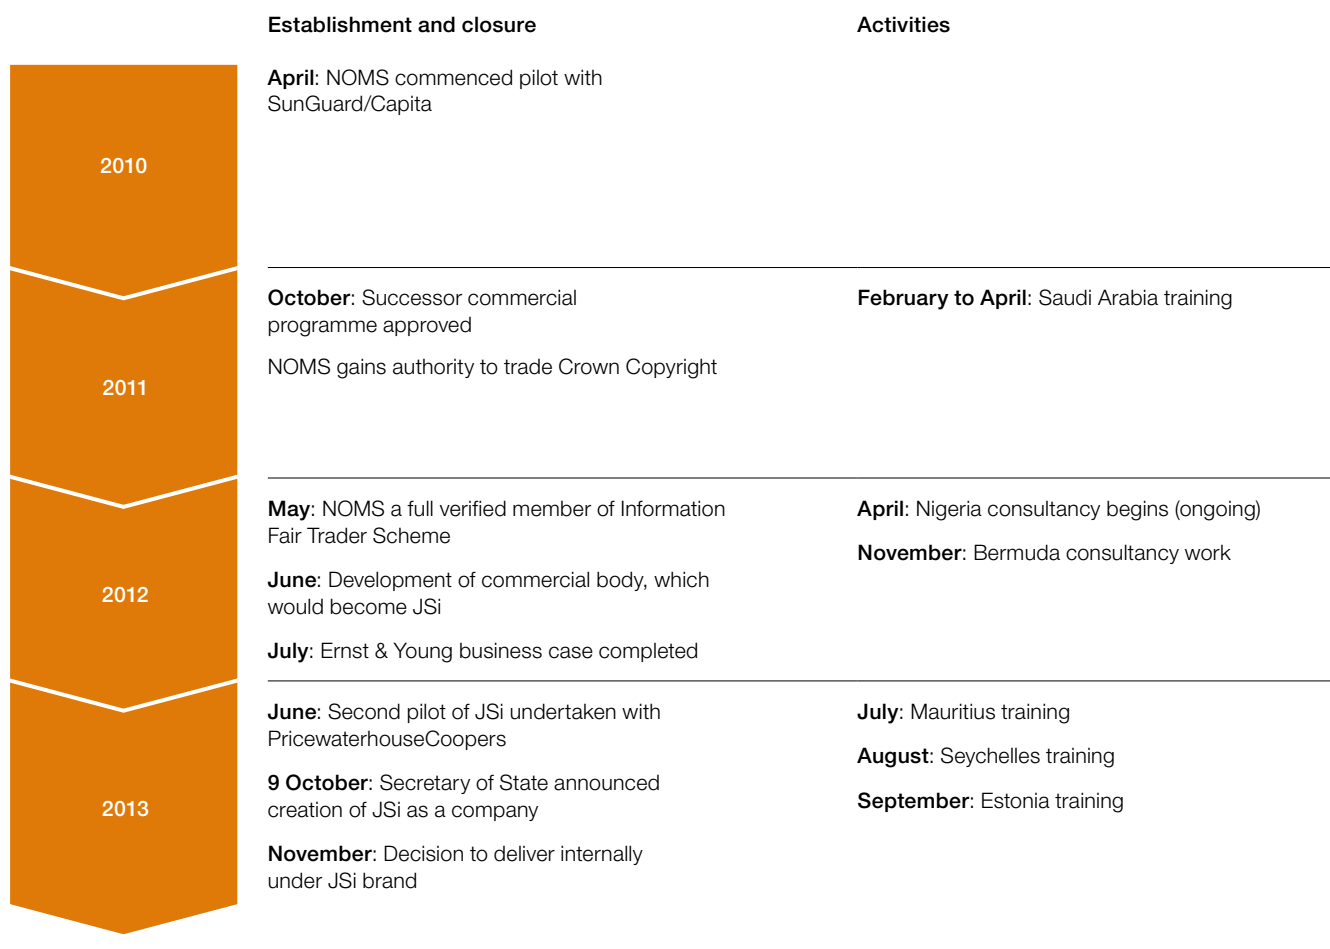 Establishment and closure
Activities
2010
April: NOMS commenced pilot with
SunGuard/Capita
2011
October: Successor commercial
programme approved
NOMS gains authority to trade Crown Copyright
February to April: Saudi Arabia training
2012
May: NOMS a full verified member of Information
Fair Trader Scheme
June: Development of commercial body, which
would become JSi
July: Ernst & Young business case completed
April: Nigeria consultancy begins (ongoing)
November: Bermuda consultancy work
2013
June: Second pilot of JSi undertaken with
PricewaterhouseCoopers
9 October: Secretary of State announced
creation of JSi as a company
November: Decision to deliver internally
under JSi brand
July: Mauritius training
August: Seychelles training
September: Estonia training